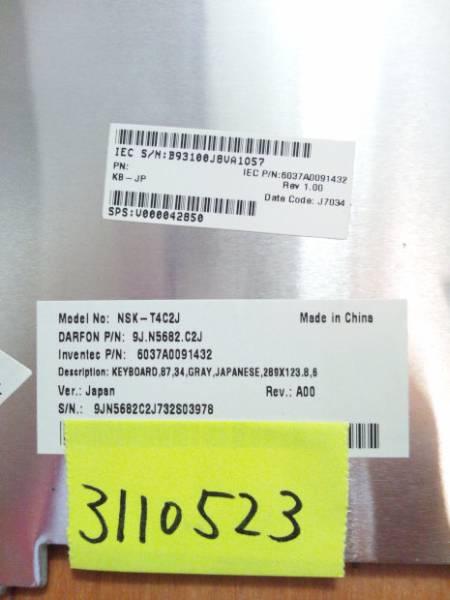 IEC S/N:B93100J8VA1057
PN:
IEC P/N:6037A0091432
KB-JP
Rev 1.00
Date Code: J7034
SPS:V000042850
Model No: NSK-T4C2J
Made in China
DARFON P/N: 9J.N5682.C2J
Inventec P/N: 6037A0091432
Description: KEYBOARD,87,34,GRAY,JAPANESE,289X123.8,6
Ver.: Japan
Rev.: A00
S/N.: 9JN5682C2J732S03978
3110523